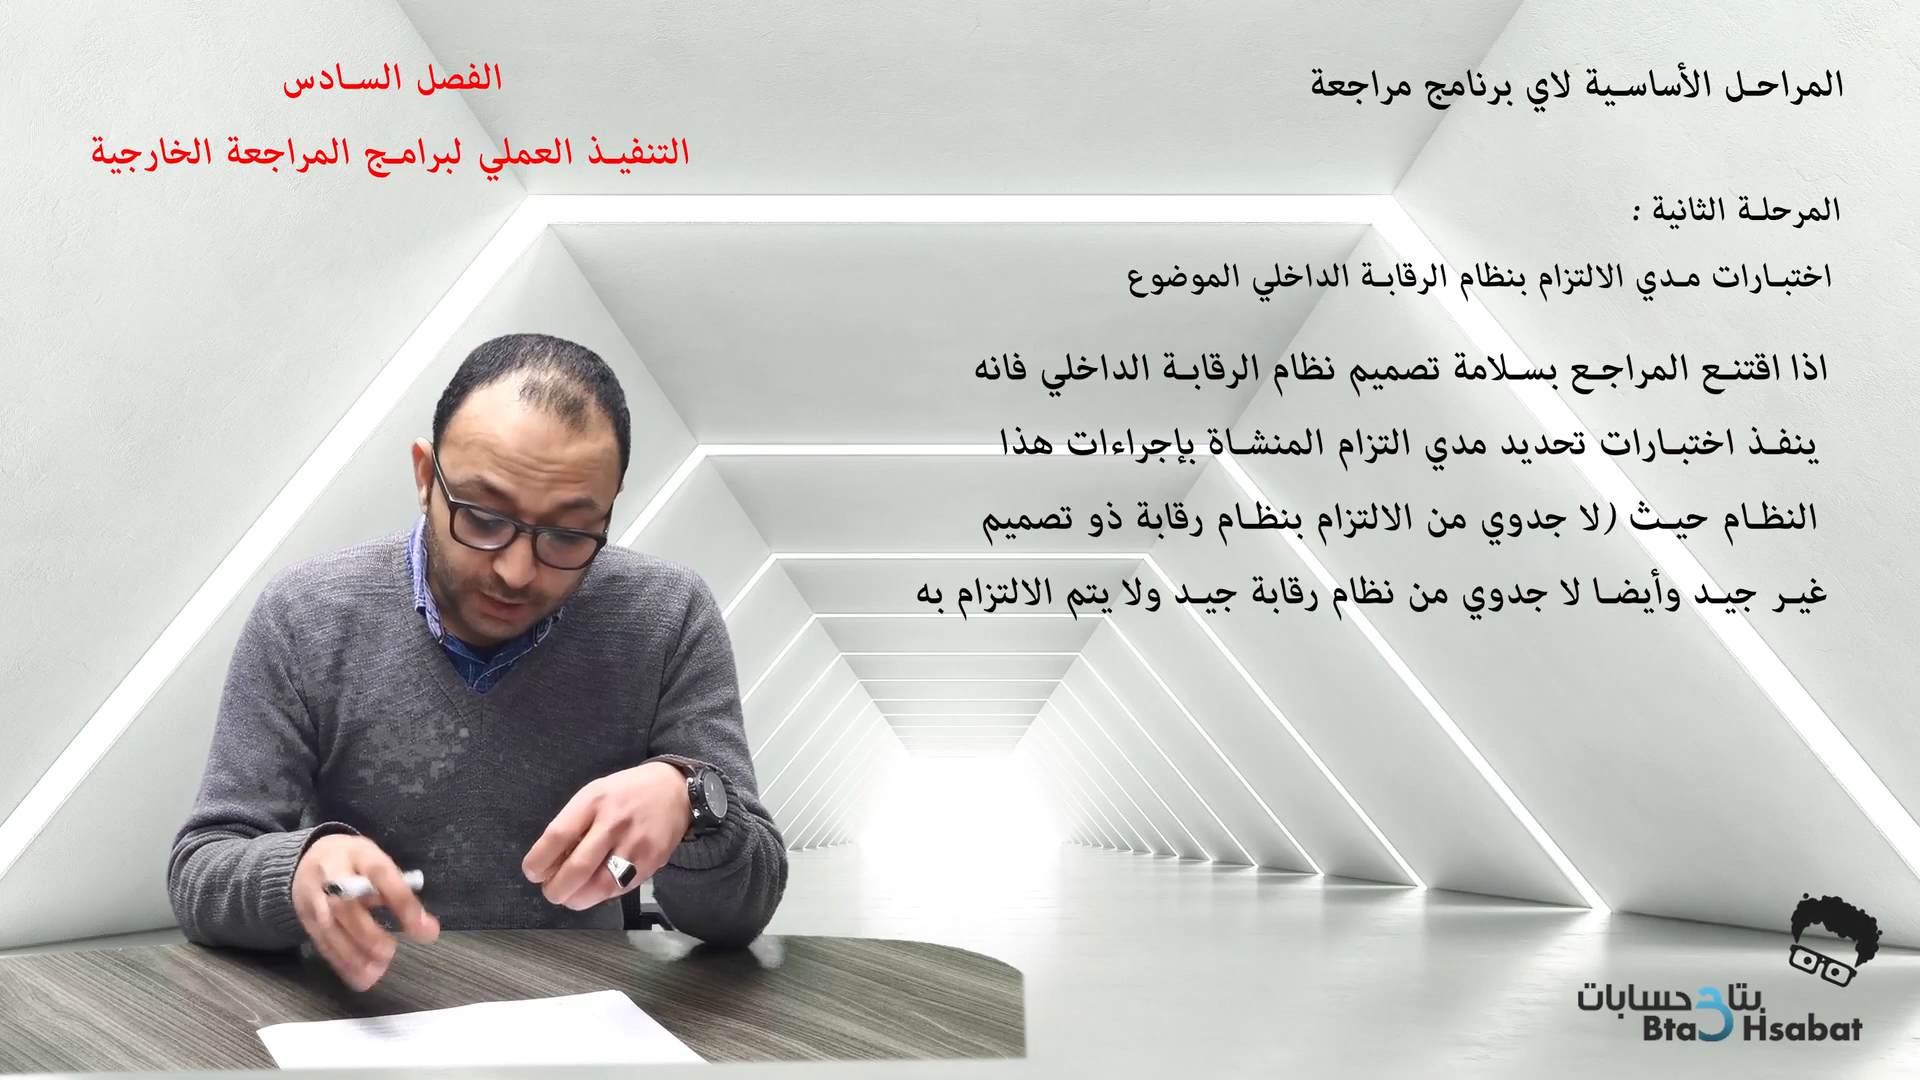 المراحل الأساسية لاي برنامج مراجعة
الفصل السادس
التنفيذ العملي لبرامج المراجعة الخارجية
المرحلة الثانية :
اختبارات مدي الالتزام بنظام الرقابة الداخلي الموضوع
اذا اقتنع المراجع بسلامة تصميم نظام الرقابة الداخلي فانه
ينفذ اختبارات تحديد مدي التزام المنشاة بإجراءات هذا
النظام حيث (لا جدوي من الالتزام بنظام رقابة ذو تصميم
غير جيد وأيضا لا جدوي من نظام رقابة جيد ولا يتم الالتزام به
بتاع حسابات
Bta3 Hsabat